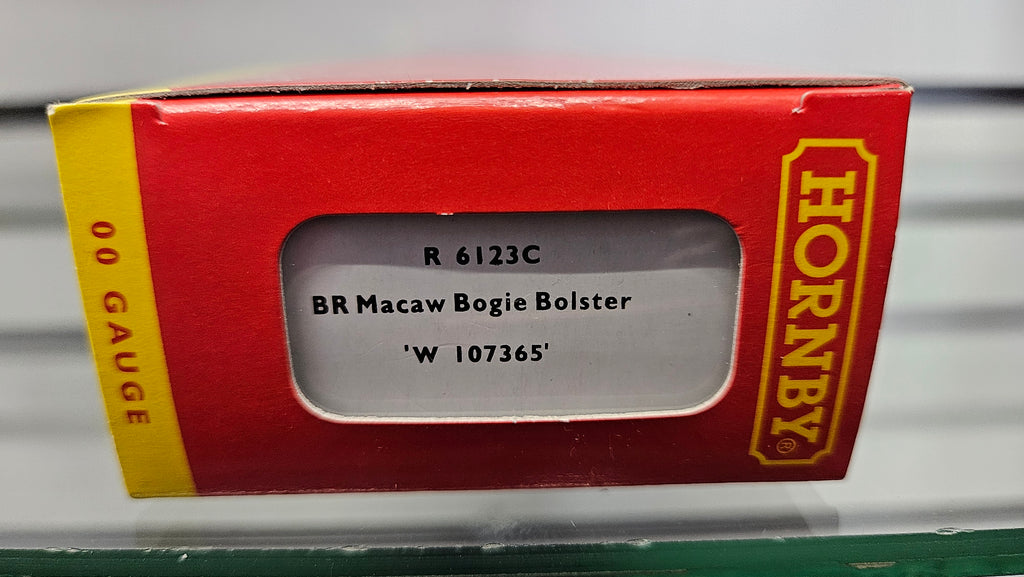 00 GAUGE
R 6123C
BR Macaw Bogie Bolster
'W 107365'
HORNBY®